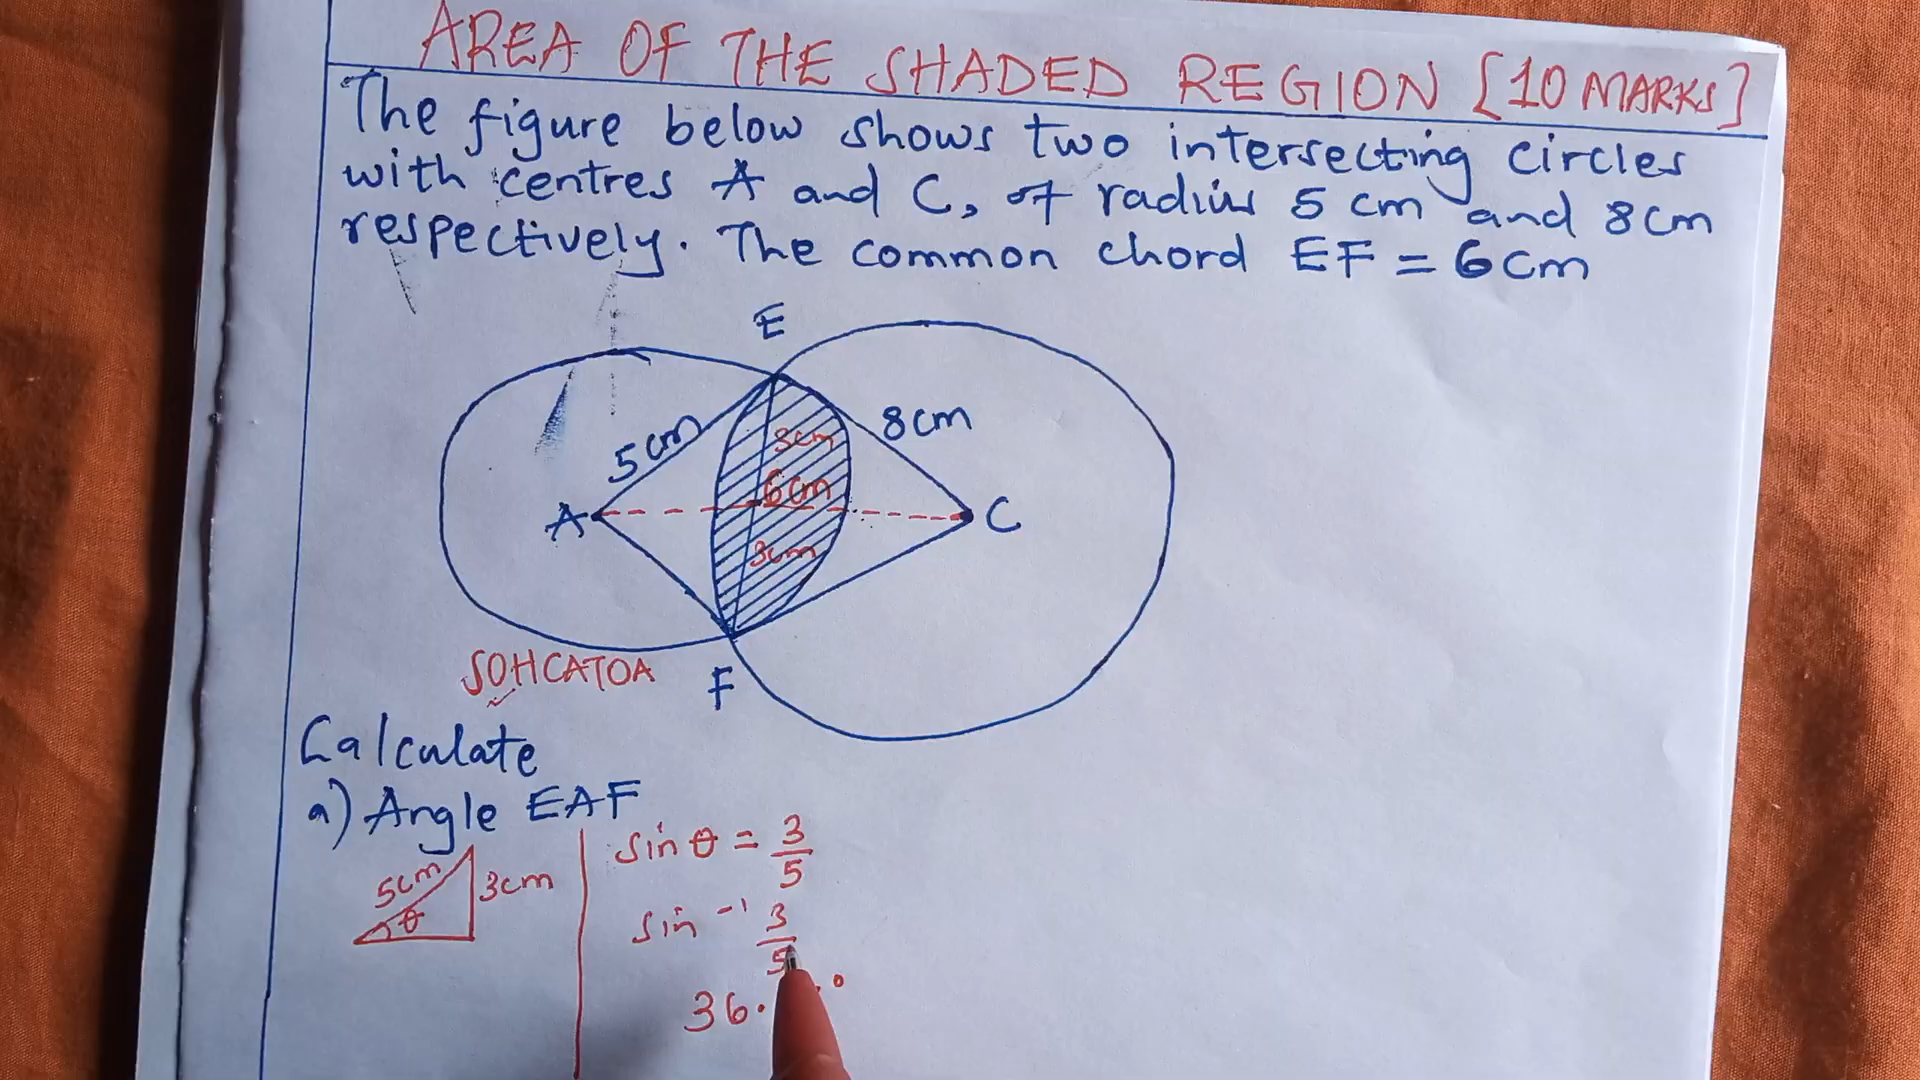 AREA OF THE SHADED REGION [10 MARKS]
The figure below shows two intersecting circles
with centres A and C, of radius 5 cm and 8cm
respectively. The common chord EF = 6cm
E
5cm
8cm
3cm
6cm
A
C
3cm
SOHCATOA
F
Calculate
a) Angle EAF
5cm
3cm
θ
sin θ = 3/5
sin⁻¹ 3/5
36.